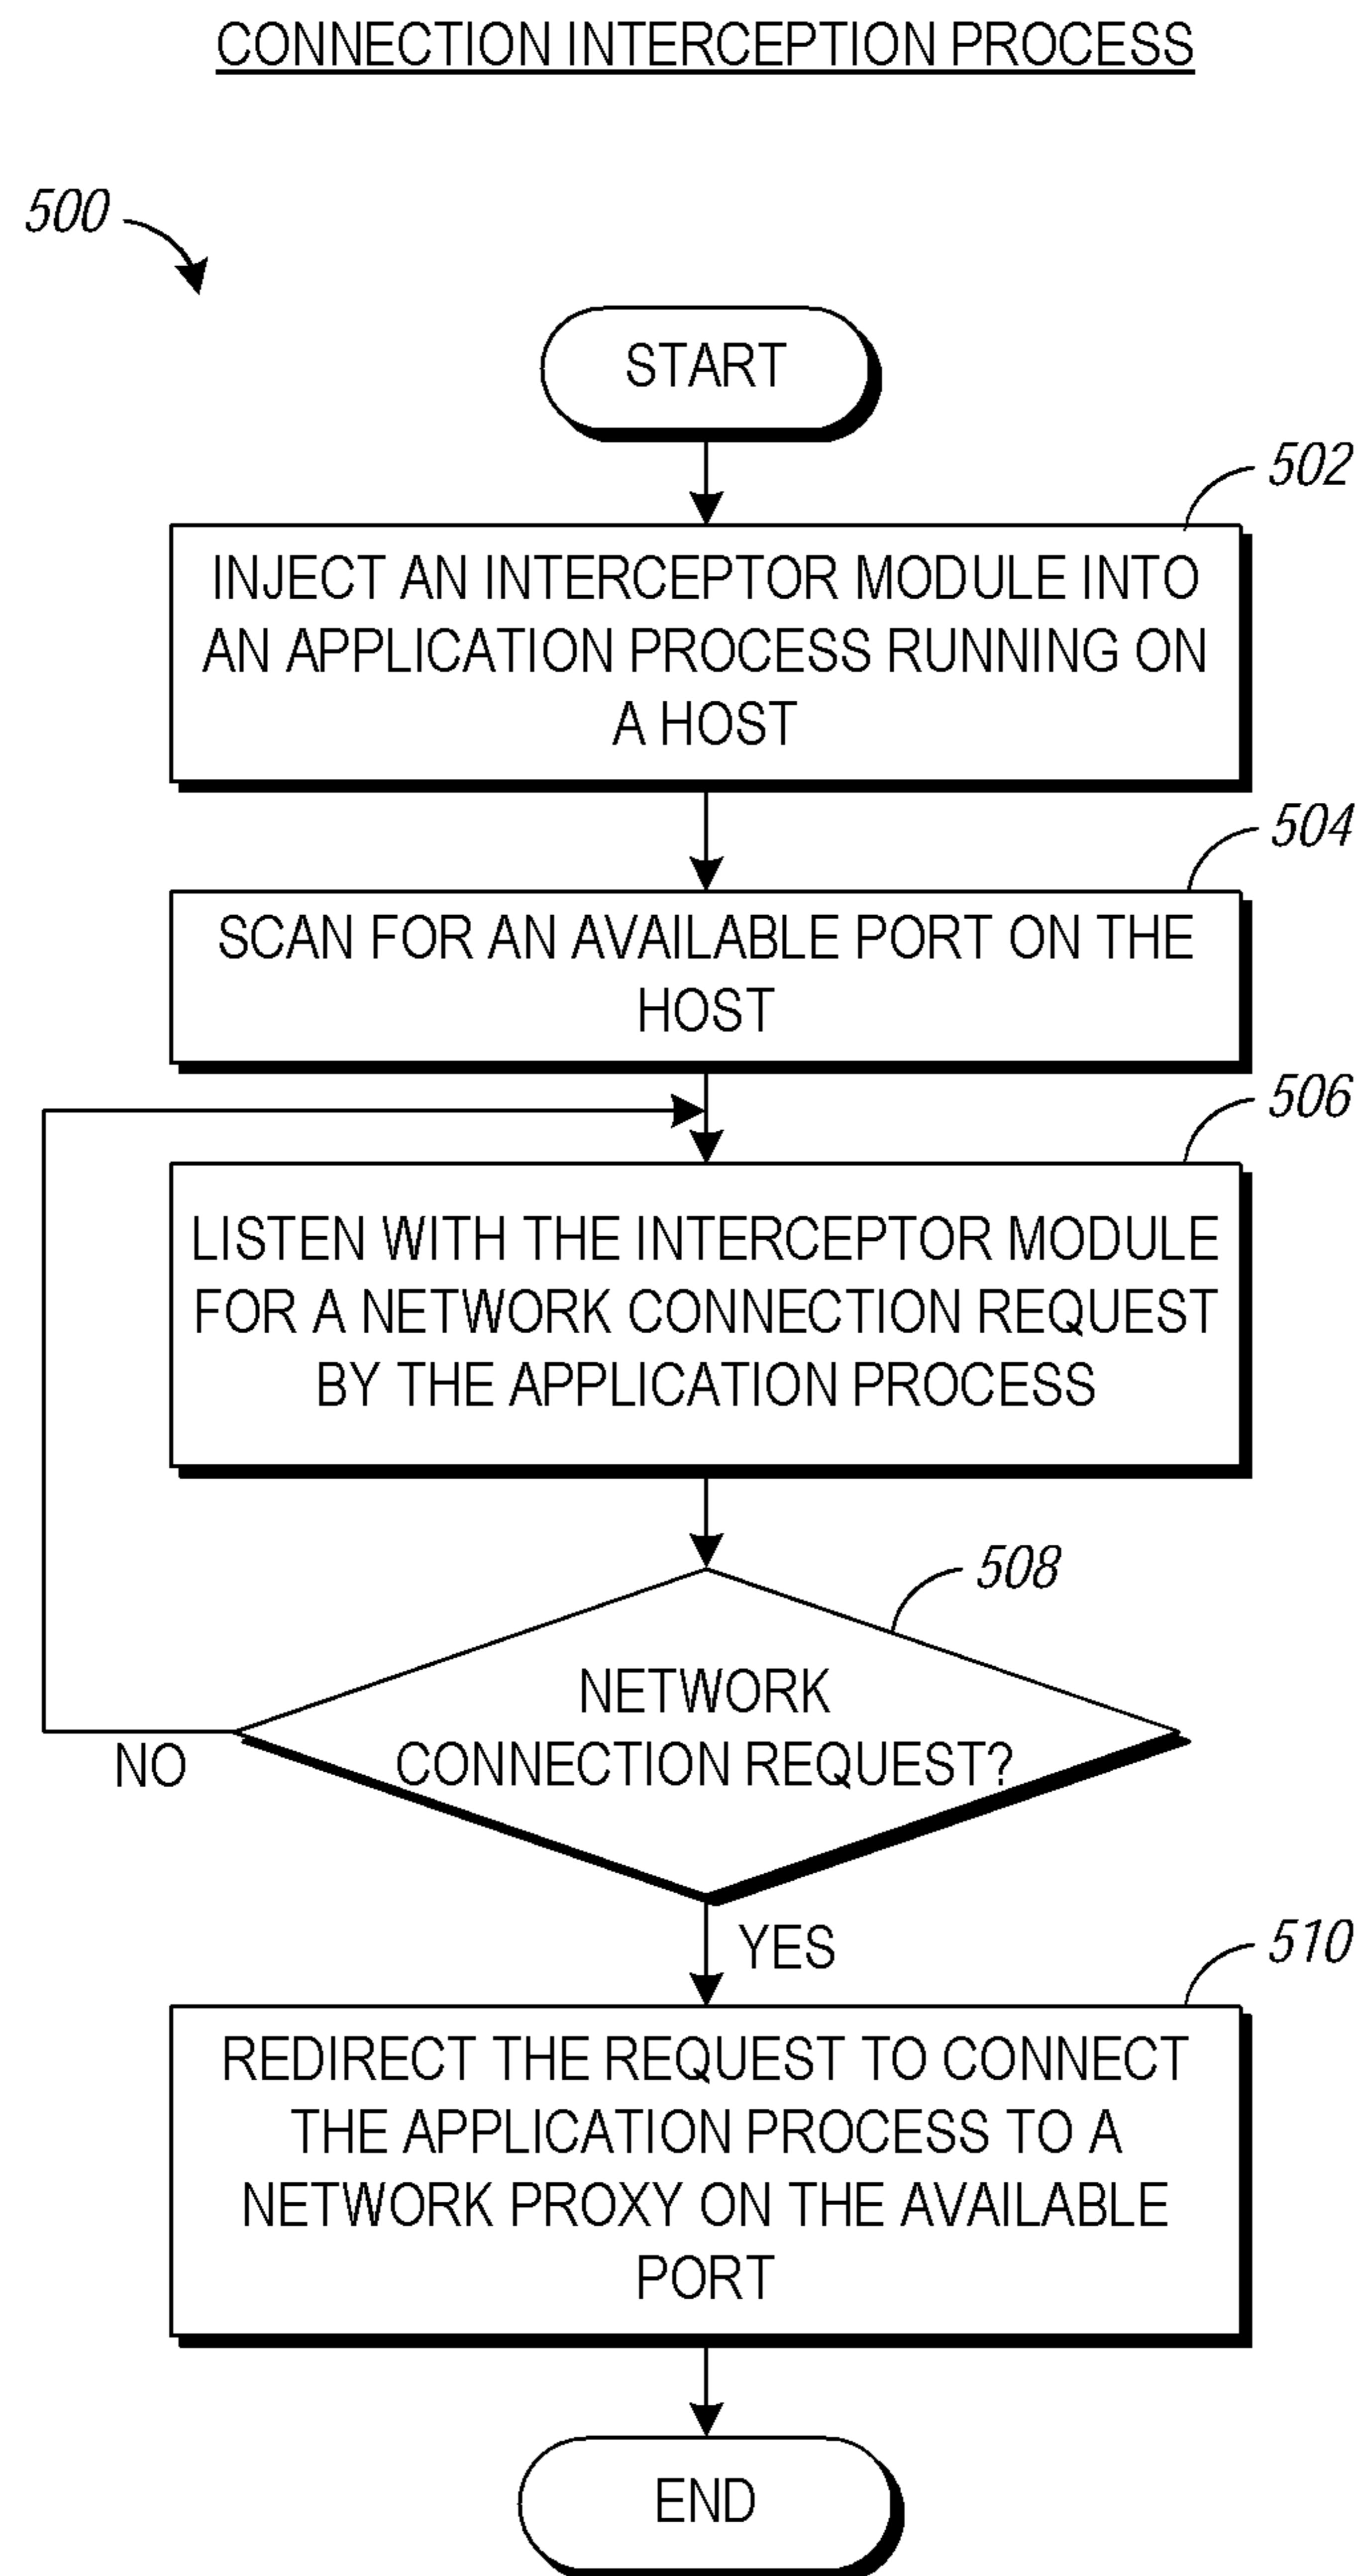 CONNECTION INTERCEPTION PROCESS
500
START
502
INJECT AN INTERCEPTOR MODULE INTO
AN APPLICATION PROCESS RUNNING ON
A HOST
504
SCAN FOR AN AVAILABLE PORT ON THE
HOST
506
LISTEN WITH THE INTERCEPTOR MODULE
FOR A NETWORK CONNECTION REQUEST
BY THE APPLICATION PROCESS
508
NETWORK
CONNECTION REQUEST?
NO
YES
510
REDIRECT THE REQUEST TO CONNECT
THE APPLICATION PROCESS TO A
NETWORK PROXY ON THE AVAILABLE
PORT
END